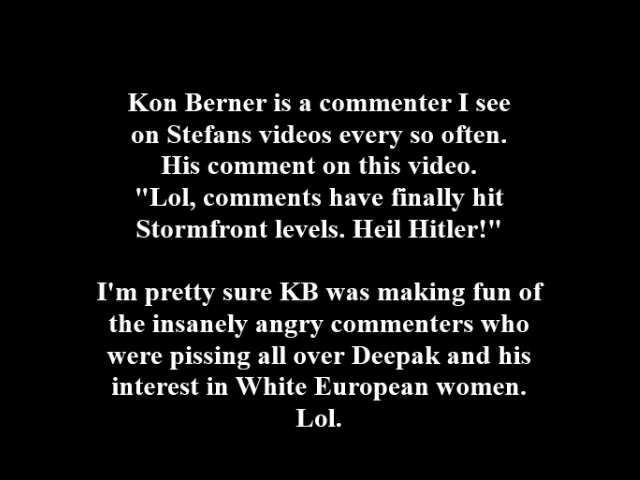 Kon Berner is a commenter I see
on Stefans videos every so often.
His comment on this video.
"Lol, comments have finally hit
Stormfront levels. Heil Hitler!"
I'm pretty sure KB was making fun of
the insanely angry commenters who
were pissing all over Deepak and his
interest in White European women.
Lol.